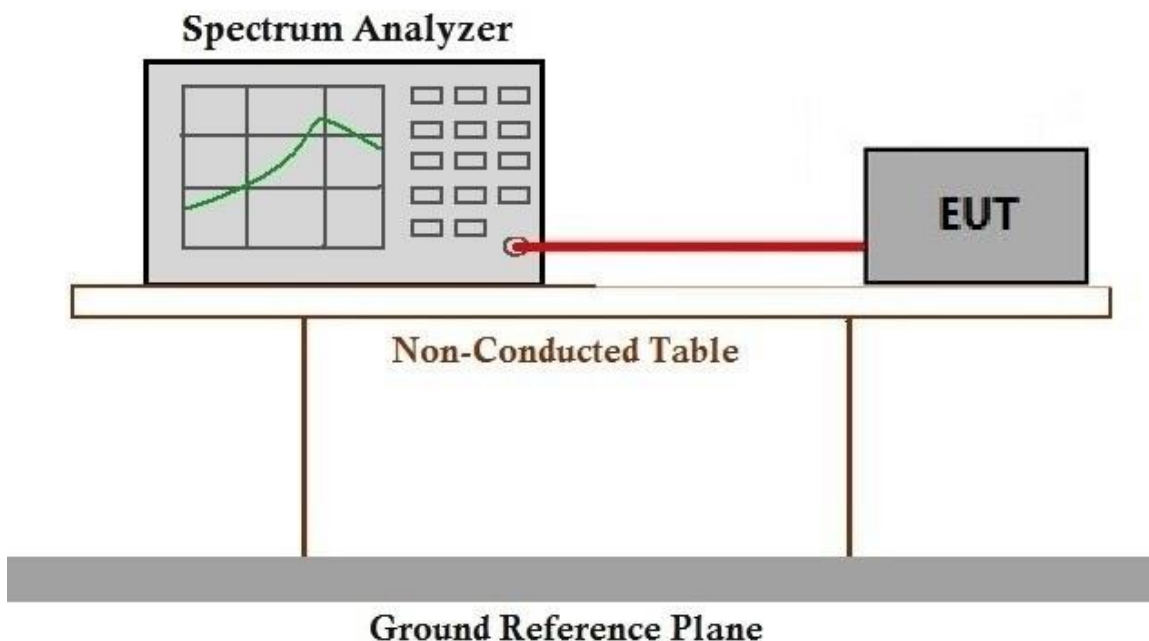 Spectrum Analyzer
EUT
Non-Conducted Table
Ground Reference Plane